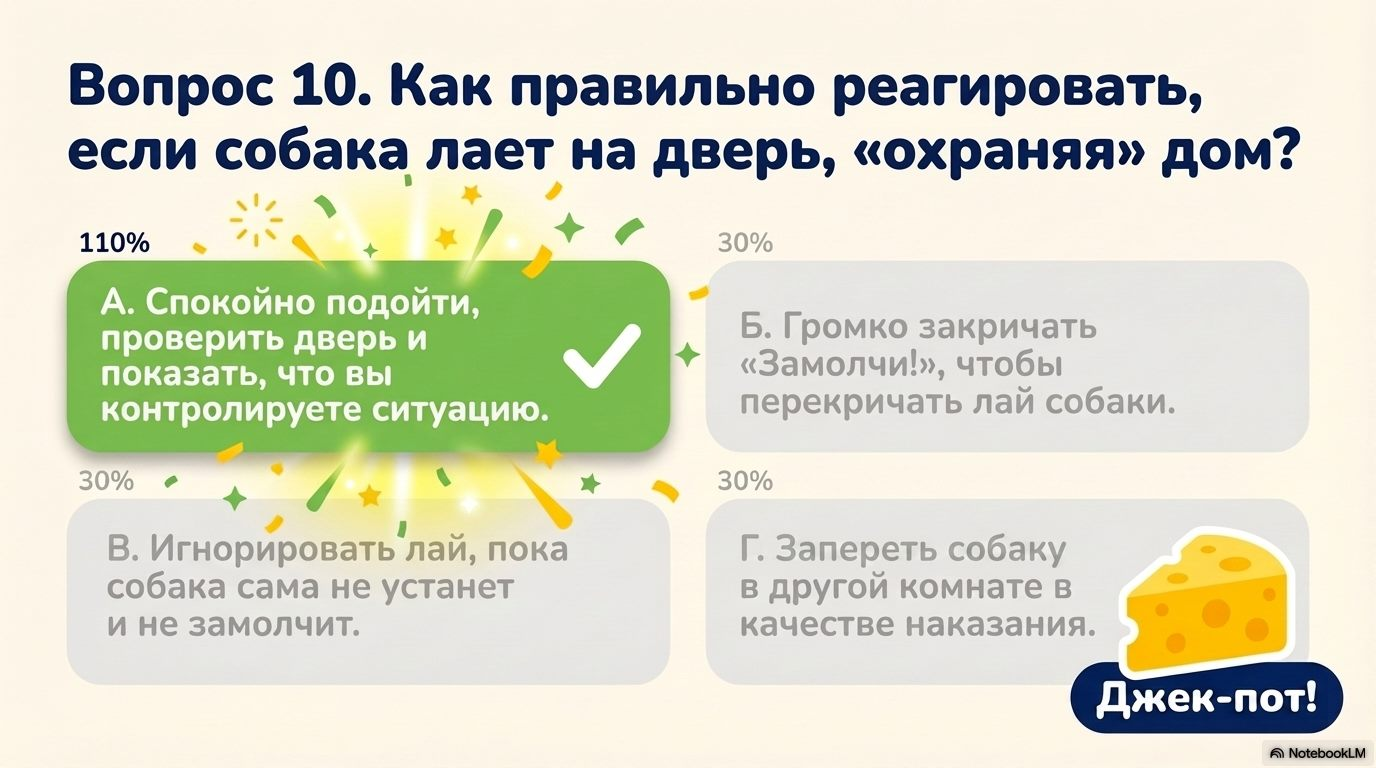 Вопрос 10. Как правильно реагировать,
если собака лает на дверь, «охраняя» дом?
110%
А. Спокойно подойти,
проверить дверь и
показать, что вы
контролируете ситуацию.
30%
Б. Громко закричать
«Замолчи!», чтобы
перекричать лай собаки.
30%
В. Игнорировать лай, пока
собака сама не устанет
и не замолчит.
30%
Г. Запереть собаку
в другой комнате в
качестве наказания.
Джек-пот!
NotebookLM